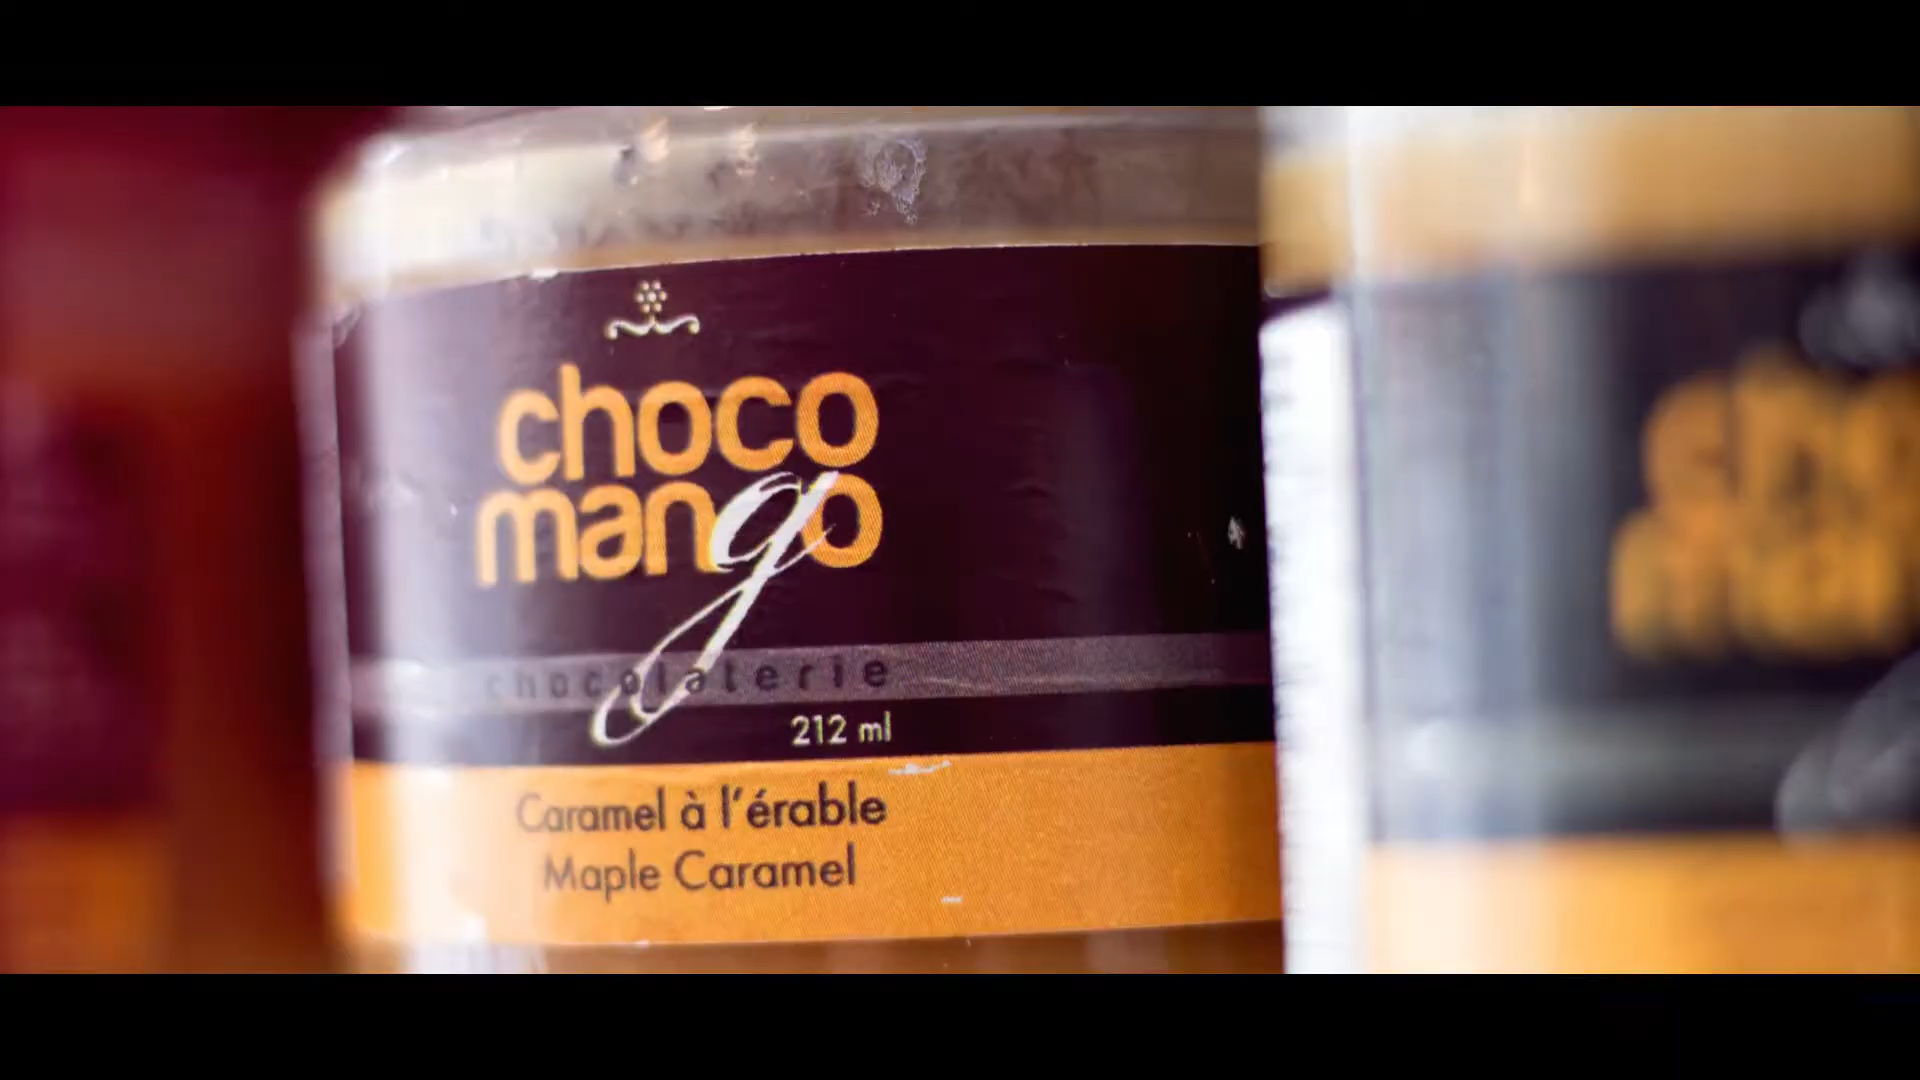 choco
mango
chocolaterie
212 ml
Caramel à l'érable
Maple Caramel